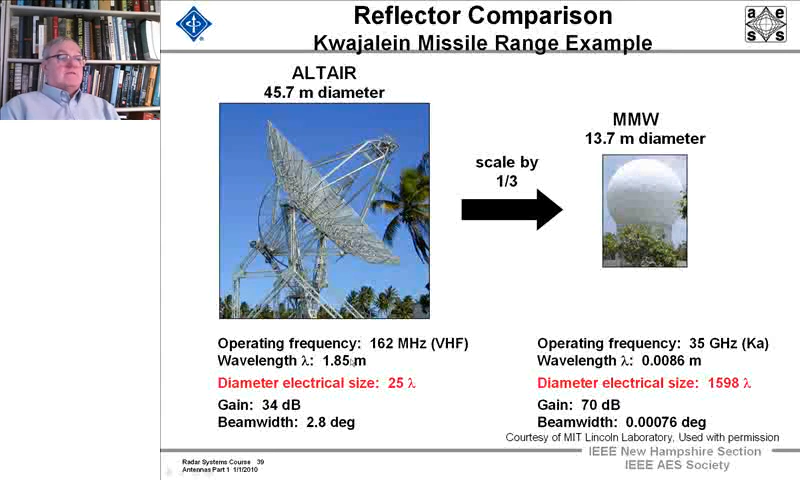 Reflector Comparison
Kwajalein Missile Range Example
a e
s s
ALTAIR
45.7 m diameter
MMW
13.7 m diameter
scale by
1/3
Operating frequency: 162 MHz (VHF)
Wavelength λ: 1.85 m
Diameter electrical size: 25 λ
Gain: 34 dB
Beamwidth: 2.8 deg
Operating frequency: 35 GHz (Ka)
Wavelength λ: 0.0086 m
Diameter electrical size: 1598 λ
Gain: 70 dB
Beamwidth: 0.00076 deg
Courtesy of MIT Lincoln Laboratory, Used with permission
Radar Systems Course 39
Antennas Part 1 1/1/2010
IEEE New Hampshire Section
IEEE AES Society